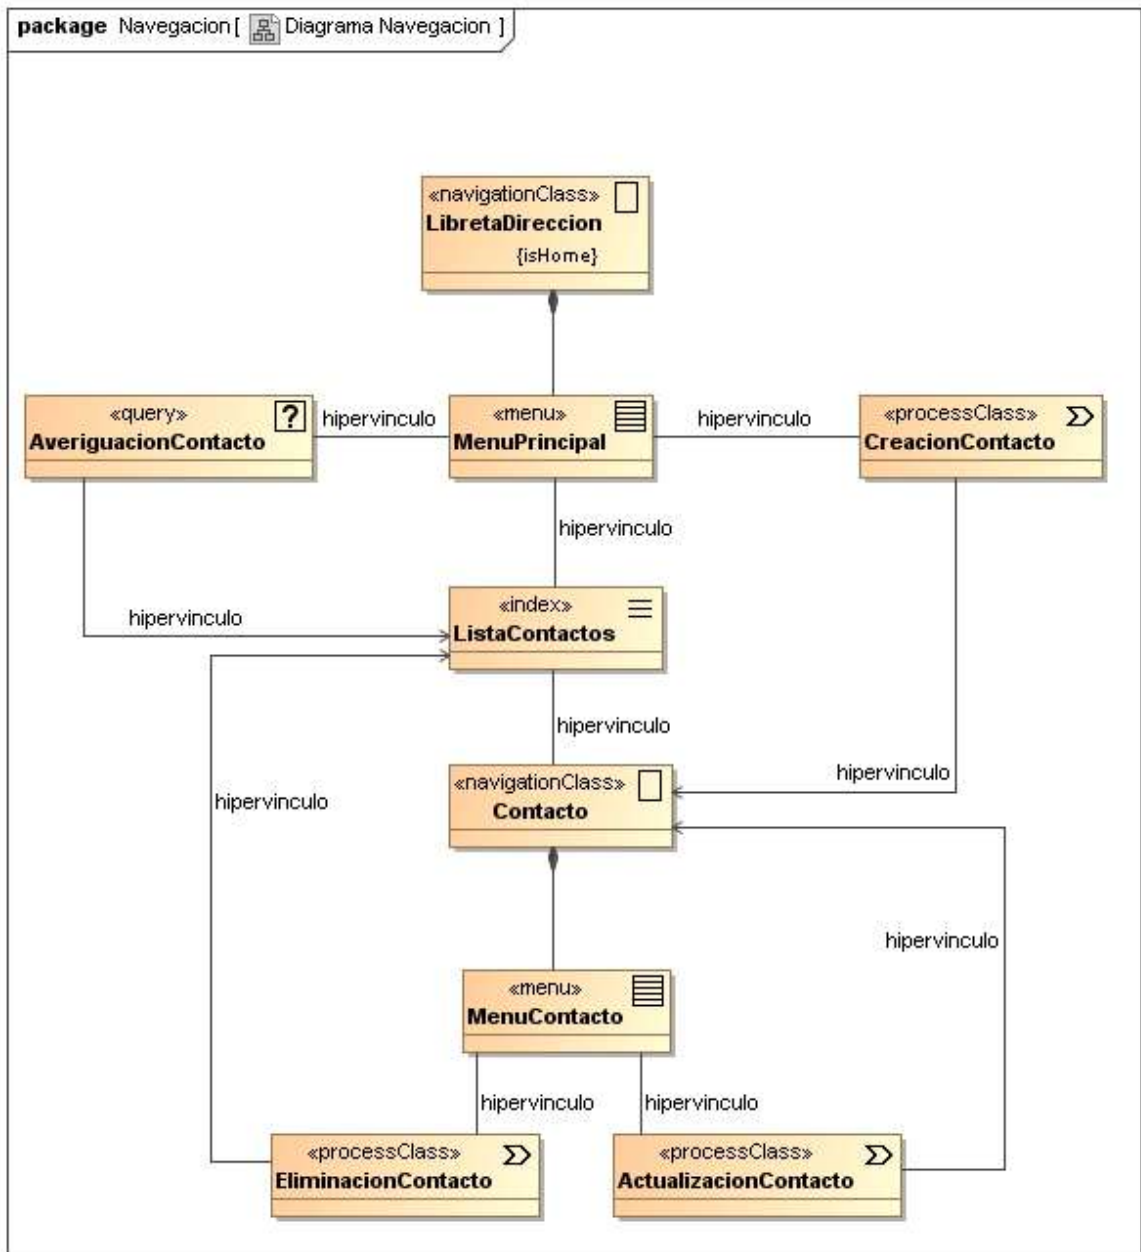 package Navegacion [ Diagrama Navegacion ]
«navigationClass»
LibretaDireccion
{isHome}
«query»
AveriguacionContacto
?
hipervinculo
«menu»
MenuPrincipal
hipervinculo
«processClass»
CreacionContacto
hipervinculo
«index»
ListaContactos
hipervinculo
hipervinculo
«navigationClass»
Contacto
hipervinculo
hipervinculo
hipervinculo
«menu»
MenuContacto
hipervinculo
hipervinculo
«processClass»
EliminacionContacto
«processClass»
ActualizacionContacto